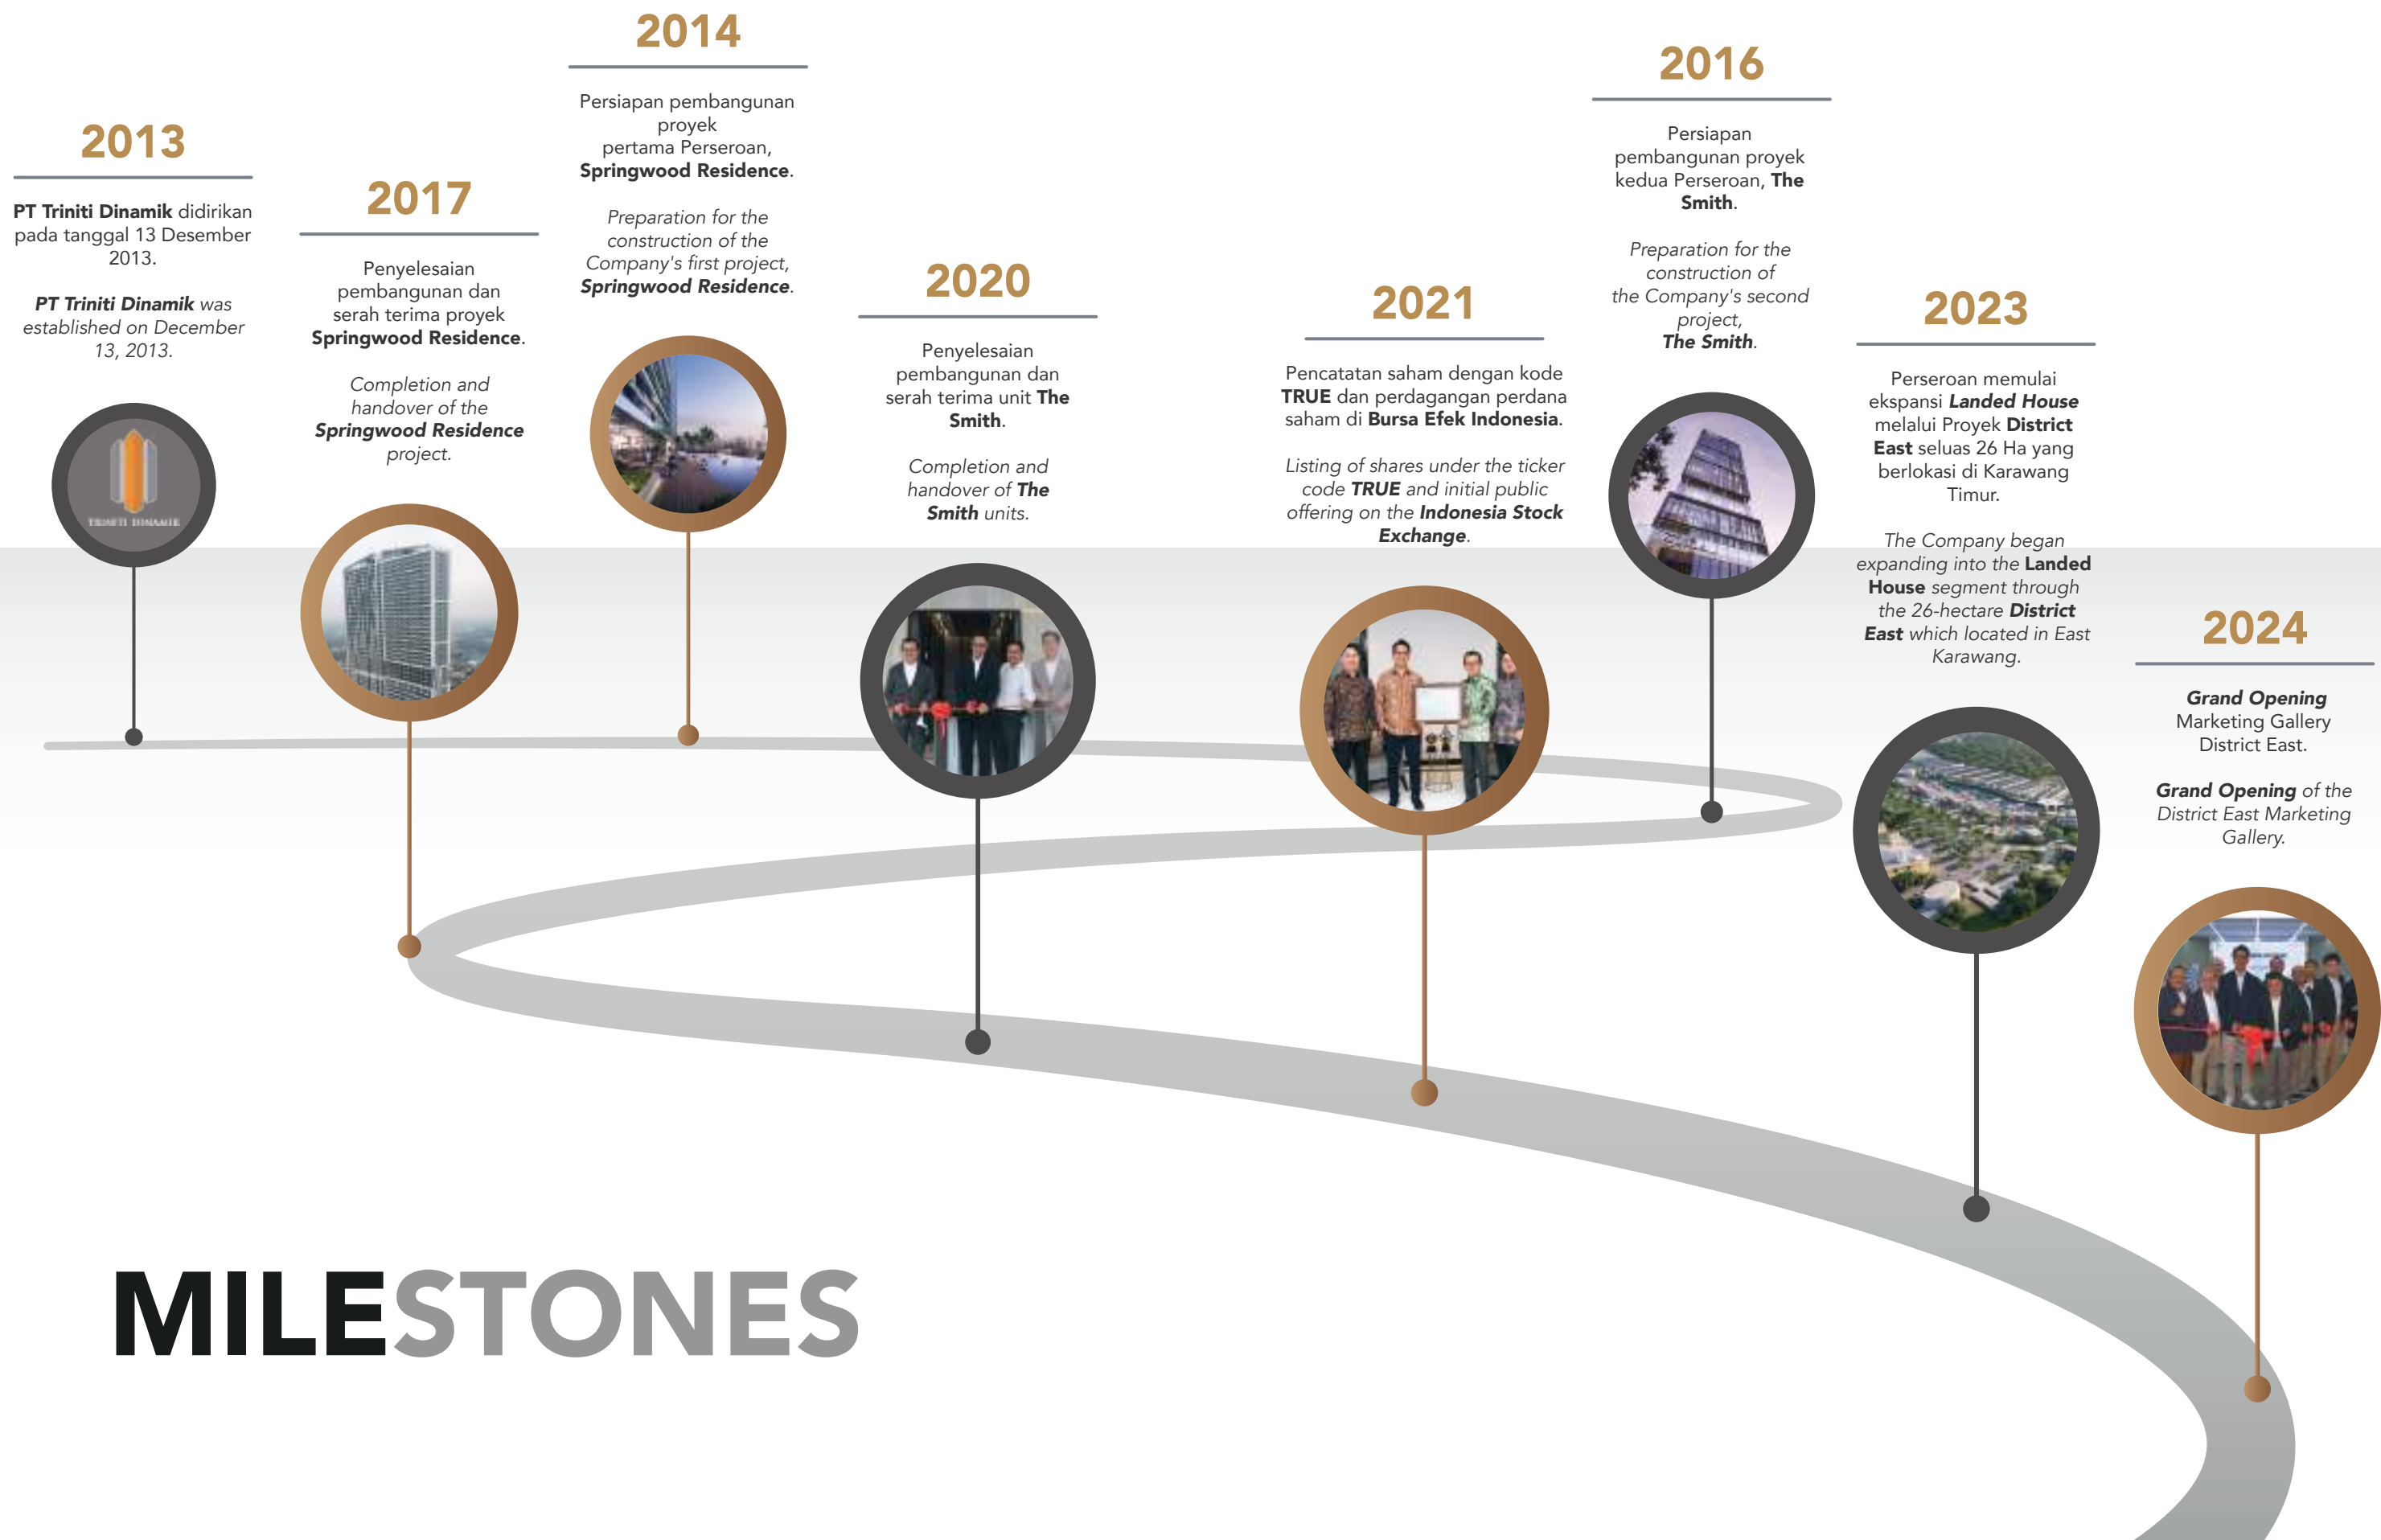 2013
PT Triniti Dinamik didirikan
pada tanggal 13 Desember
2013.
PT Triniti Dinamik was
established on December
13, 2013.
TRINITI DINAMIK
2017
Penyelesaian
pembangunan dan
serah terima proyek
Springwood Residence.
Completion and
handover of the
Springwood Residence
project.
2014
Persiapan pembangunan
proyek
pertama Perseroan,
Springwood Residence.
Preparation for the
construction of the
Company's first project,
Springwood Residence.
2020
Penyelesaian
pembangunan dan
serah terima unit The
Smith.
Completion and
handover of The
Smith units.
2021
Pencatatan saham dengan kode
TRUE dan perdagangan perdana
saham di Bursa Efek Indonesia.
Listing of shares under the ticker
code TRUE and initial public
offering on the Indonesia Stock
Exchange.
2016
Persiapan
pembangunan proyek
kedua Perseroan, The
Smith.
Preparation for the
construction of
the Company's second
project,
The Smith.
2023
Perseroan memulai
ekspansi Landed House
melalui Proyek District
East seluas 26 Ha yang
berlokasi di Karawang
Timur.
The Company began
expanding into the Landed
House segment through
the 26-hectare District
East which located in East
Karawang.
2024
Grand Opening
Marketing Gallery
District East.
Grand Opening of the
District East Marketing
Gallery.
MILESTONES